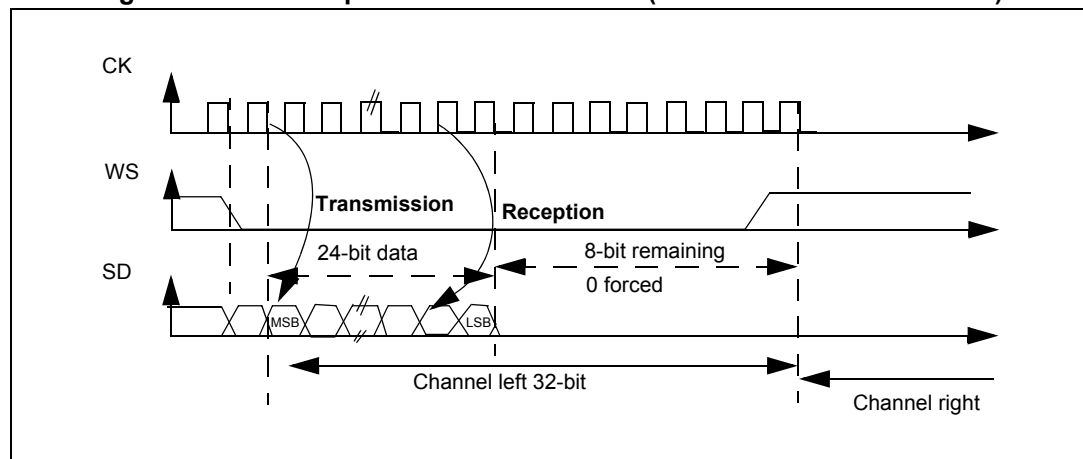 CK
WS
Transmission
Reception
24-bit data
8-bit remaining
0 forced
SD
MSB
LSB
Channel left 32-bit
Channel right